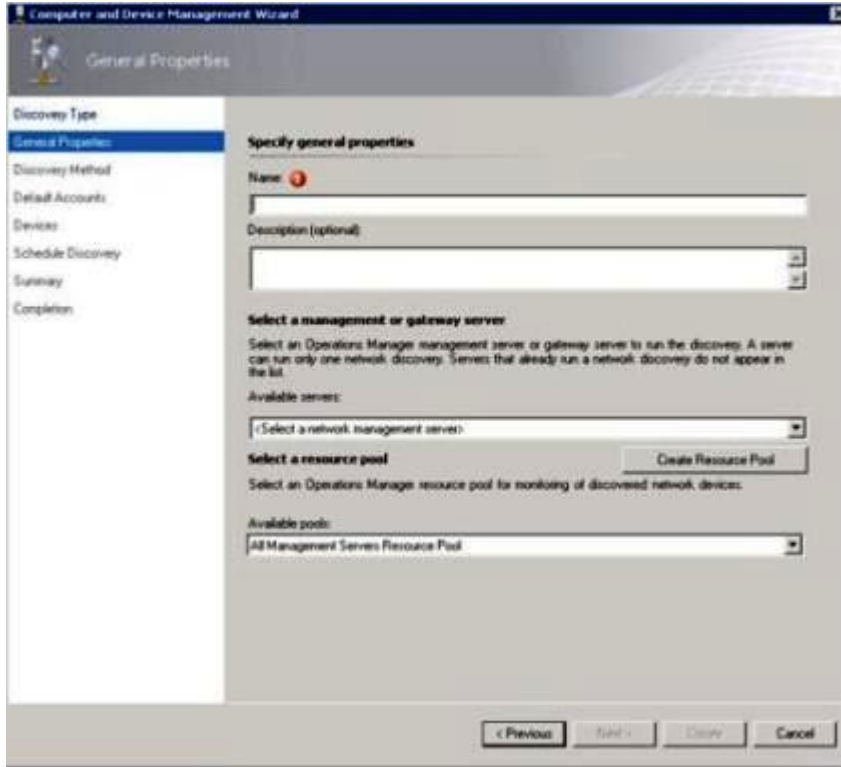 Computer and Device Management Wizard
General Properties
Discovery Type
General Properties
Discovery Method
Default Accounts
Devices
Schedule Discovery
Summary
Completion
Specify general properties
Name:
Description (optional):
Select a management or gateway server
Select an Operations Manager management server or gateway server to run the discovery. A server
can run only one network discovery. Servers that already run a network discovery do not appear in
the list.
Available servers:
<Select a network management server>
Select a resource pool
Create Resource Pool
Select an Operations Manager resource pool for monitoring of discovered network devices.
Available pools:
All Management Servers Resource Pool
< Previous
Next >
Create
Cancel